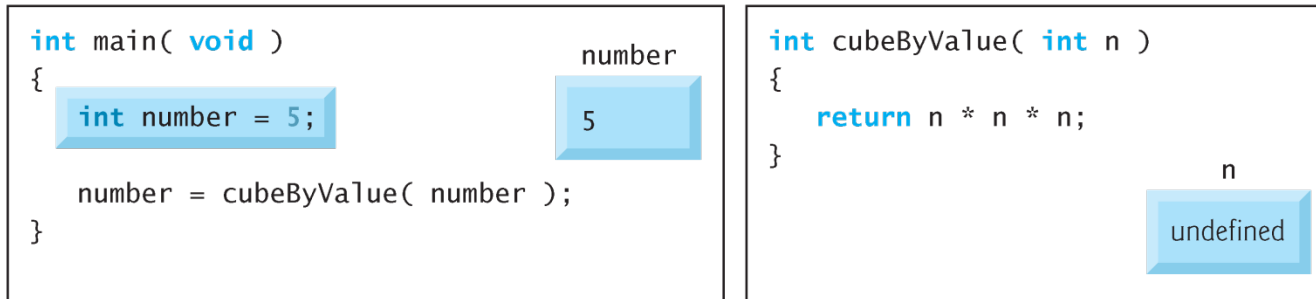 int main( void )
{
int number = 5;
number = cubeByValue( number );
}
number
5
int cubeByValue( int n )
{
return n * n * n;
}
n
undefined